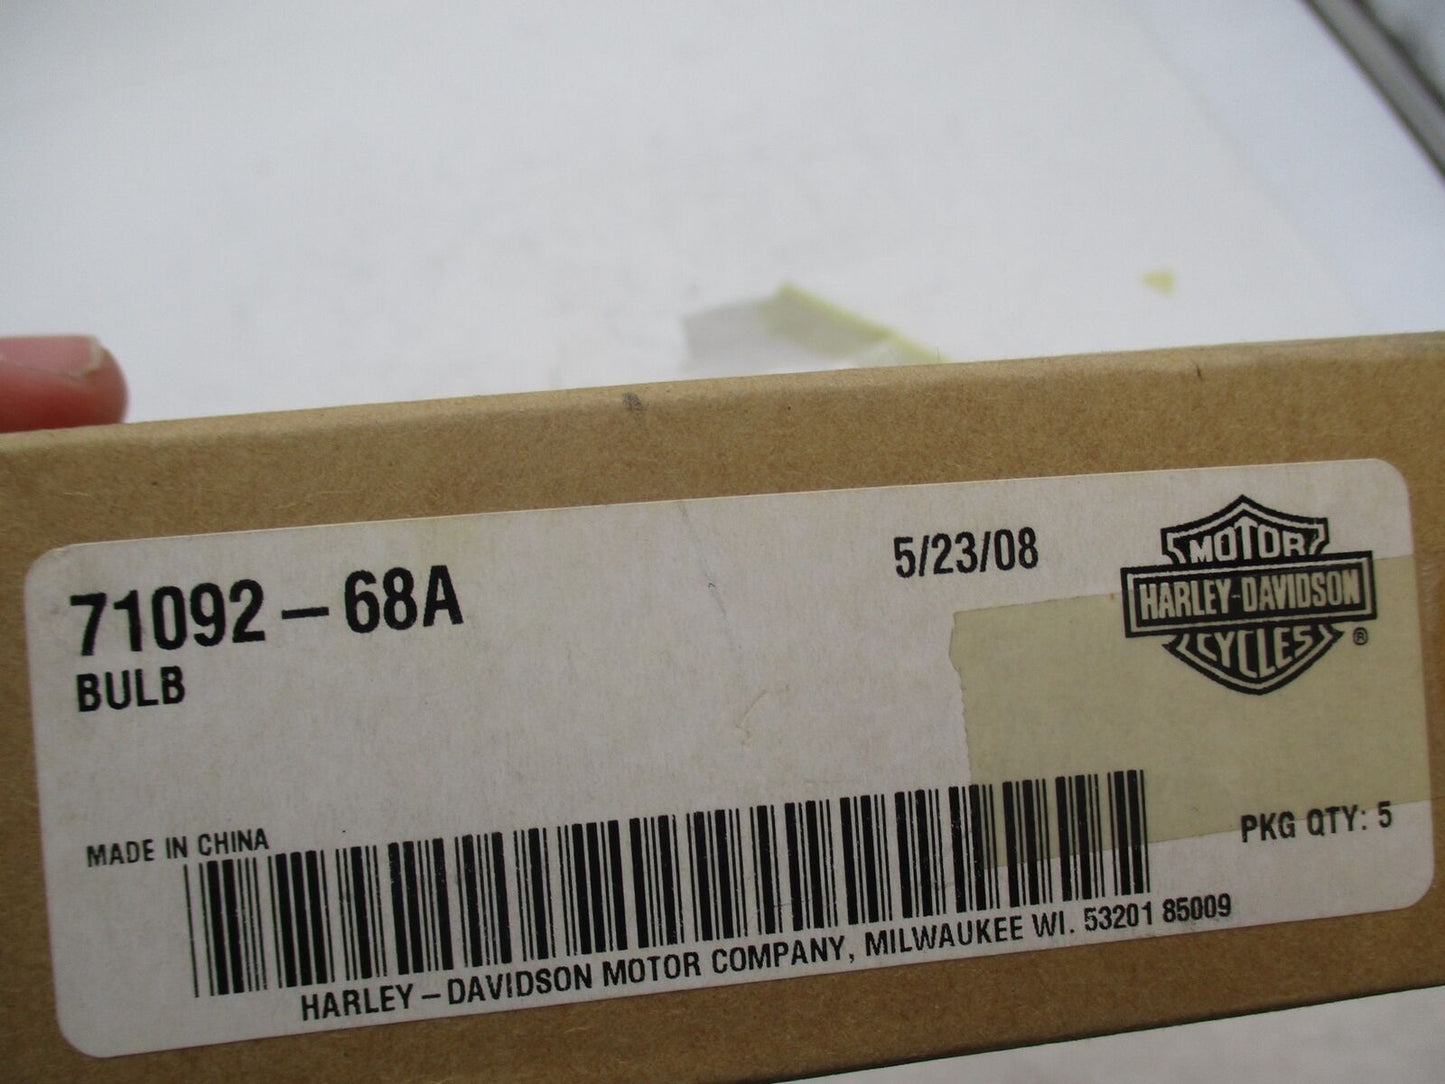 71092-68A
BULB
5/23/08
MOTOR
HARLEY-DAVIDSON
CYCLES
®
MADE IN CHINA
PKG QTY: 5
HARLEY-DAVIDSON MOTOR COMPANY, MILWAUKEE WI. 53201 85009